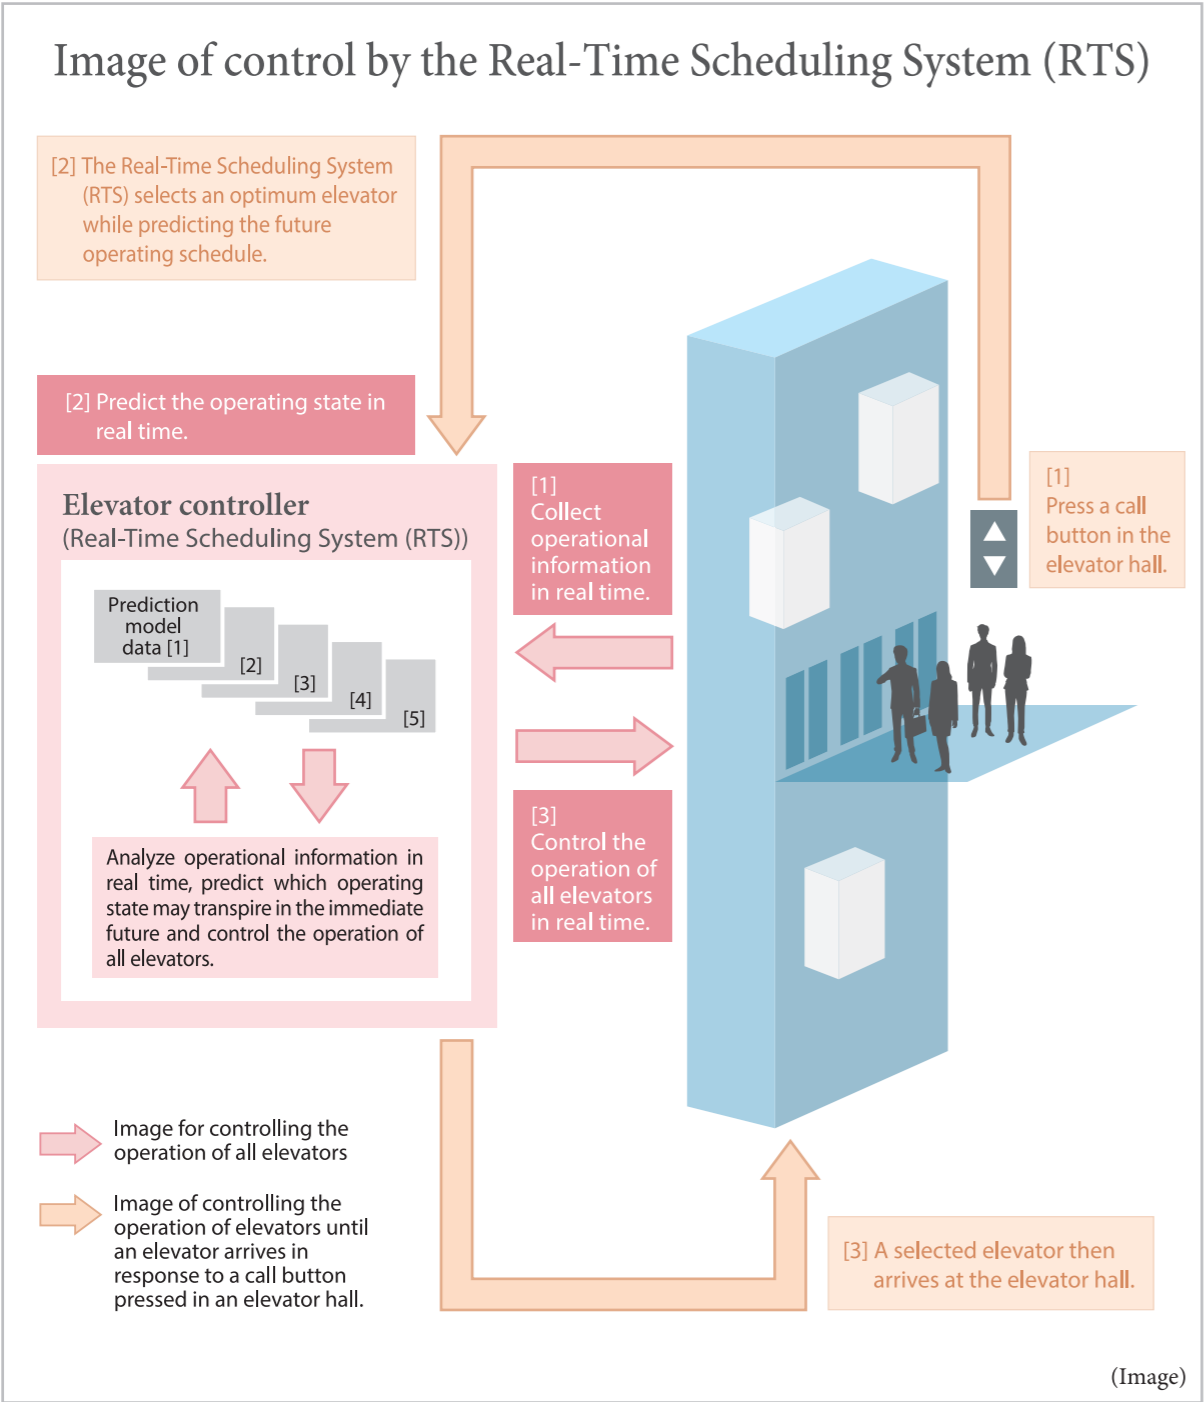 Image of control by the Real-Time Scheduling System (RTS)
[2] The Real-Time Scheduling System
(RTS) selects an optimum elevator
while predicting the future
operating schedule.
[2] Predict the operating state in
real time.
Elevator controller
(Real-Time Scheduling System (RTS))
Prediction
model
data [1]
[2]
[3]
[4]
[5]
Analyze operational information in
real time, predict which operating
state may transpire in the immediate
future and control the operation of
all elevators.
[1]
Collect
operational
information
in real time.
[3]
Control the
operation of
all elevators
in real time.
[1]
Press a call
button in the
elevator hall.
Image for controlling the
operation of all elevators
Image of controlling the
operation of elevators until
an elevator arrives in
response to a call button
pressed in an elevator hall.
[3] A selected elevator then
arrives at the elevator hall.
(Image)